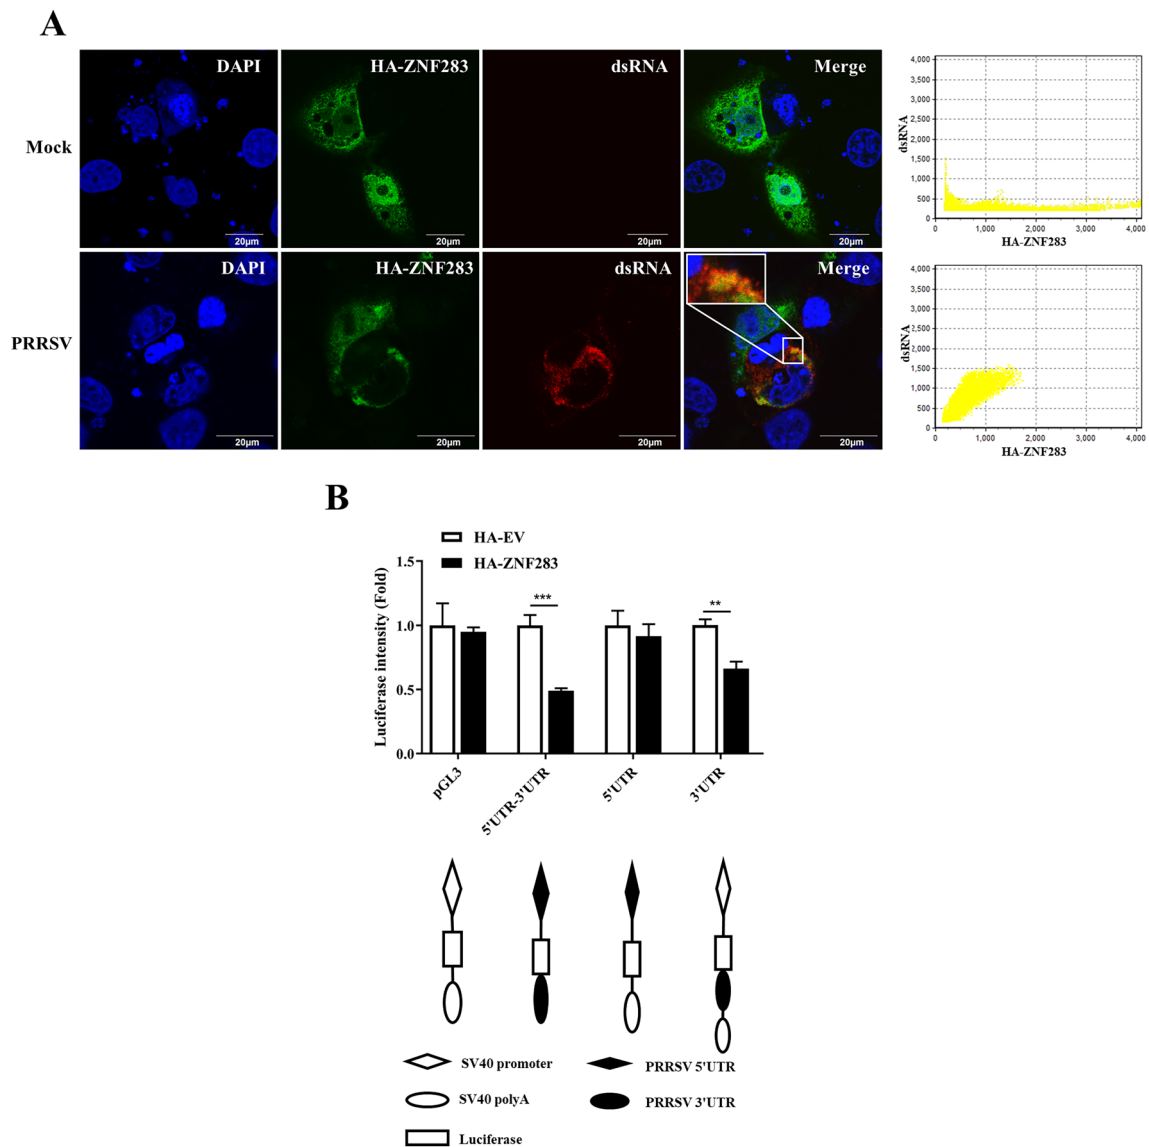 A
DAPI
HA-ZNF283
dsRNA
Merge
Mock
20μm
20μm
20μm
20μm
4,000
3,500
3,000
2,500
2,000
1,500
1,000
500
0
dsRNA
0
1,000
2,000
3,000
4,000
HA-ZNF283
DAPI
HA-ZNF283
dsRNA
Merge
PRRSV
20μm
20μm
20μm
20μm
4,000
3,500
3,000
2,500
2,000
1,500
1,000
500
0
dsRNA
0
1,000
2,000
3,000
4,000
HA-ZNF283
B
HA-EV
HA-ZNF283
Luciferase intensity (Fold)
1.5
1.0
0.5
0.0
***
**
pGL3
5'UTR-3'UTR
5'UTR
3'UTR
SV40 promoter
PRRSV 5'UTR
SV40 polyA
PRRSV 3'UTR
Luciferase